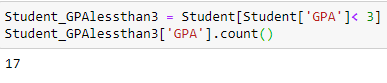 Student_GPAlessthan3 = Student[Student['GPA']< 3]
Student_GPAlessthan3['GPA'].count()
17